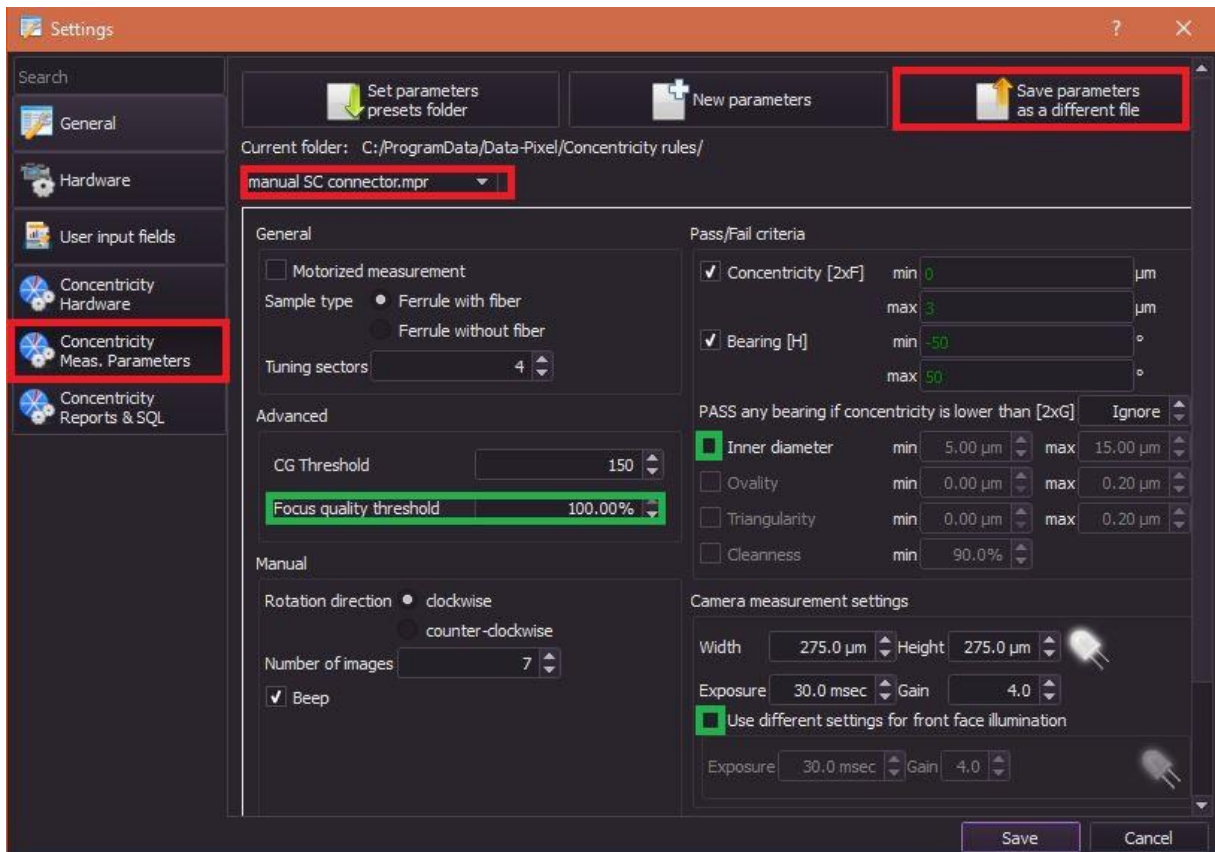 Settings
?
Search
General
Hardware
User input fields
Concentricity
Hardware
Concentricity
Meas. Parameters
Concentricity
Reports & SQL
Set parameters
presets folder
New parameters
Save parameters
as a different file
Current folder: C:/ProgramData/Data-Pixel/Concentricity rules/
manual SC connector.mpr
General
Motorized measurement
Sample type Ferrule with fiber
Ferrule without fiber
Tuning sectors 4
Advanced
CG Threshold 150
Focus quality threshold 100.00%
Manual
Rotation direction clockwise
counter-clockwise
Number of images 7
Beep
Pass/Fail criteria
Concentricity [2xF] min 0 µm
max 3 µm
Bearing [H] min -50 °
max 50 °
PASS any bearing if concentricity is lower than [2xG] Ignore
Inner diameter min 5.00 µm max 15.00 µm
Ovality min 0.00 µm max 0.20 µm
Triangularity min 0.00 µm max 0.20 µm
Cleanness min 90.0%
Camera measurement settings
Width 275.0 µm Height 275.0 µm
Exposure 30.0 msec Gain 4.0
Use different settings for front face illumination
Exposure 30.0 msec Gain 4.0
Save Cancel